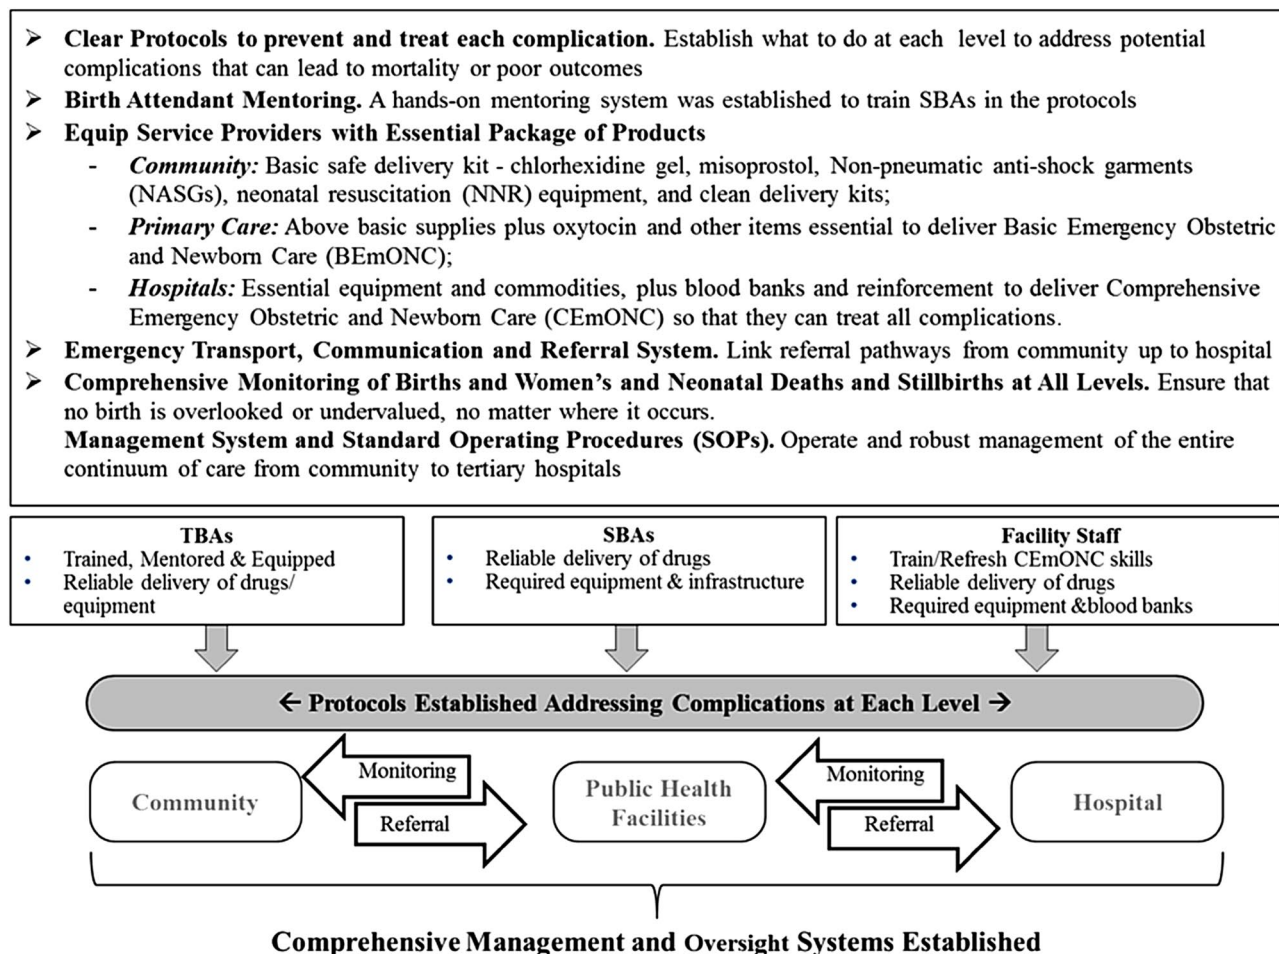 ➢ Clear Protocols to prevent and treat each complication. Establish what to do at each level to address potential
complications that can lead to mortality or poor outcomes
➢ Birth Attendant Mentoring. A hands-on mentoring system was established to train SBAs in the protocols
➢ Equip Service Providers with Essential Package of Products
- Community: Basic safe delivery kit - chlorhexidine gel, misoprostol, Non-pneumatic anti-shock garments
(NASGs), neonatal resuscitation (NNR) equipment, and clean delivery kits;
- Primary Care: Above basic supplies plus oxytocin and other items essential to deliver Basic Emergency Obstetric
and Newborn Care (BEmONC);
- Hospitals: Essential equipment and commodities, plus blood banks and reinforcement to deliver Comprehensive
Emergency Obstetric and Newborn Care (CEmONC) so that they can treat all complications.
➢ Emergency Transport, Communication and Referral System. Link referral pathways from community up to hospital
➢ Comprehensive Monitoring of Births and Women's and Neonatal Deaths and Stillbirths at All Levels. Ensure that
no birth is overlooked or undervalued, no matter where it occurs.
Management System and Standard Operating Procedures (SOPs). Operate and robust management of the entire
continuum of care from community to tertiary hospitals
TBAs
• Trained, Mentored & Equipped
• Reliable delivery of drugs/
equipment
SBAs
• Reliable delivery of drugs
• Required equipment & infrastructure
Facility Staff
• Train/Refresh CEmONC skills
• Reliable delivery of drugs
• Required equipment &blood banks
← Protocols Established Addressing Complications at Each Level →
Community
Monitoring
Referral
Public Health
Facilities
Monitoring
Referral
Hospital
Comprehensive Management and Oversight Systems Established